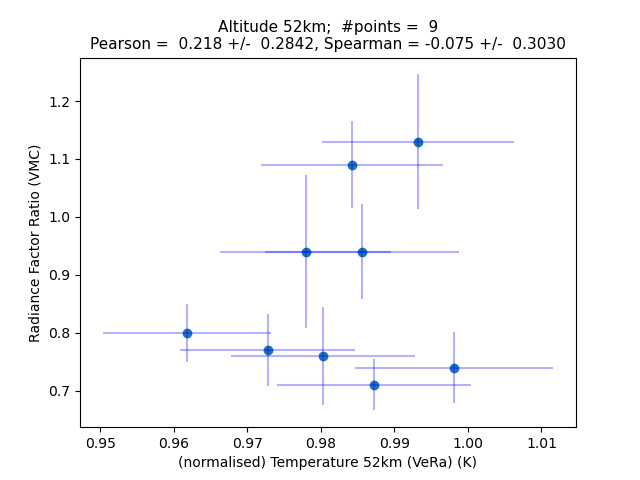 Altitude 52km;  #points =  9
Pearson =  0.218 +/-  0.2842, Spearman = -0.075 +/-  0.3030
Radiance Factor Ratio (VMC)
1.2
1.1
1.0
0.9
0.8
0.7
0.95 0.96 0.97 0.98 0.99 1.00 1.01
(normalised) Temperature 52km (VeRa) (K)